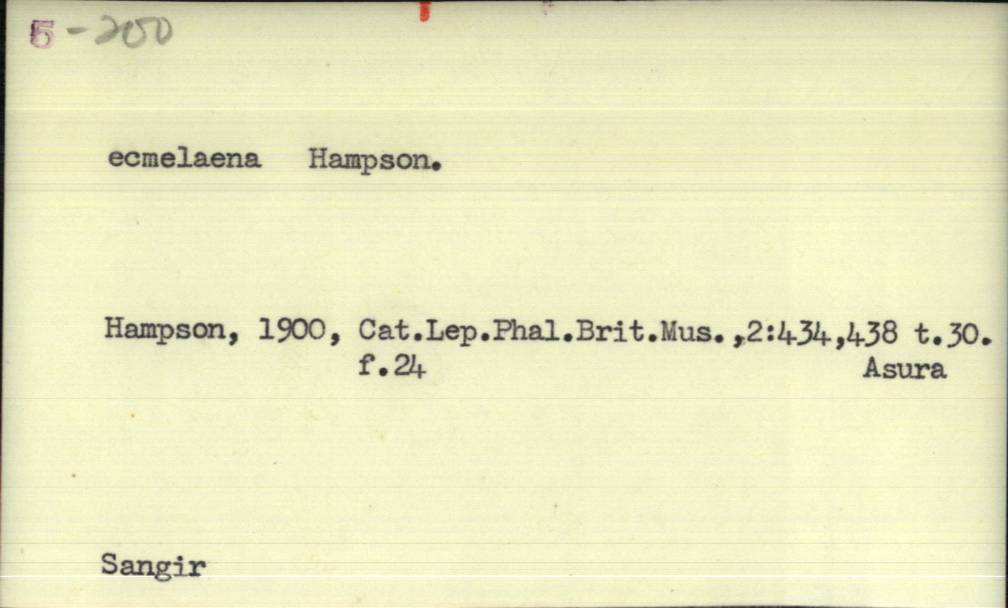 5-200
ecmelaena Hampson.
Hampson, 1900, Cat.Lep.Phal.Brit.Mus.,2:434,438 t.30.
f.24 Asura
Sangir